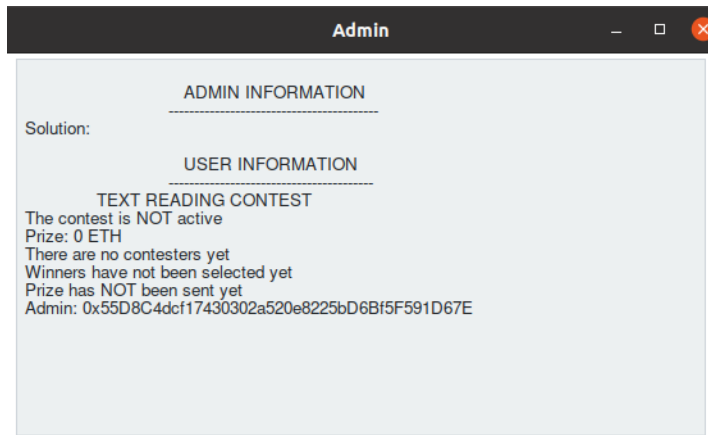 Admin
ADMIN INFORMATION
----------------------------------------
Solution:
USER INFORMATION
---------------------------------------
TEXT READING CONTEST
The contest is NOT active
Prize: 0 ETH
There are no contesters yet
Winners have not been selected yet
Prize has NOT been sent yet
Admin: 0x55D8C4dcf17430302a520e8225bD6Bf5F591D67E